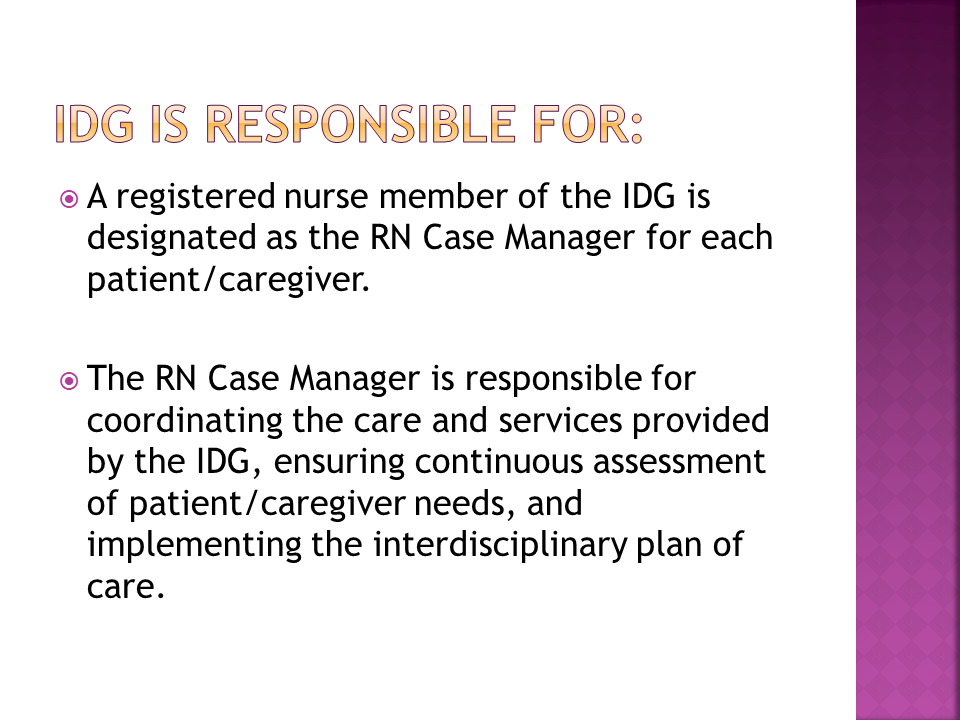 IDG IS RESPONSIBLE FOR:
A registered nurse member of the IDG is
designated as the RN Case Manager for each
patient/caregiver.
The RN Case Manager is responsible for
coordinating the care and services provided
by the IDG, ensuring continuous assessment
of patient/caregiver needs, and
implementing the interdisciplinary plan of
care.